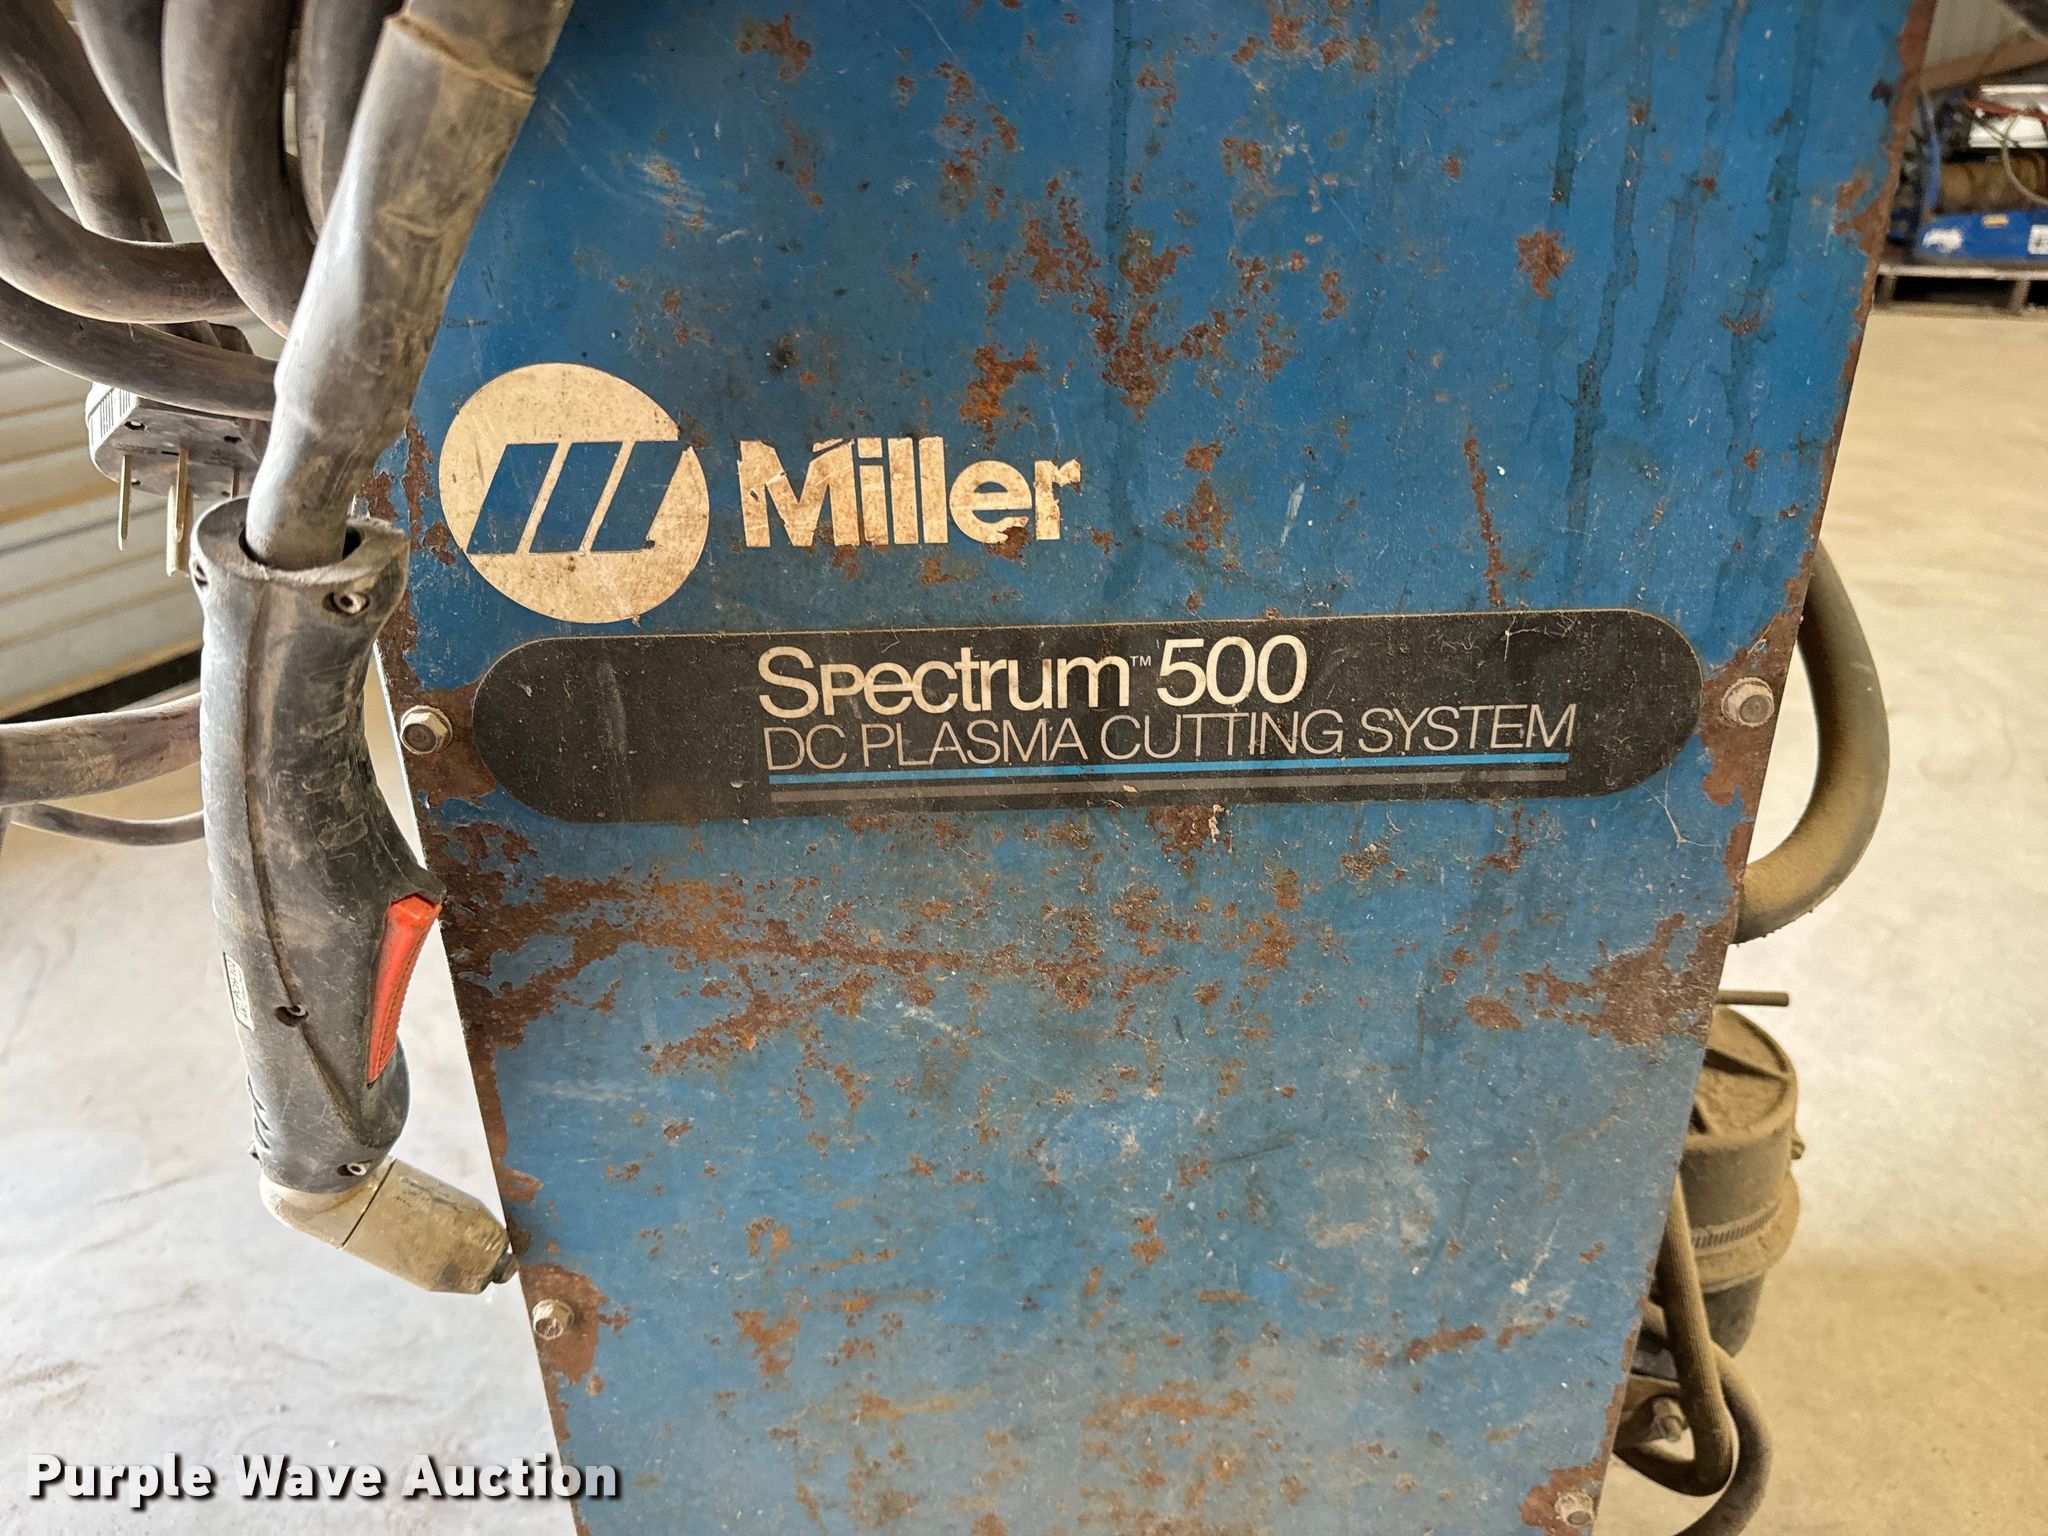 Miller
Spectrum™ 500
DC PLASMA CUTTING SYSTEM
Purple Wave Auction